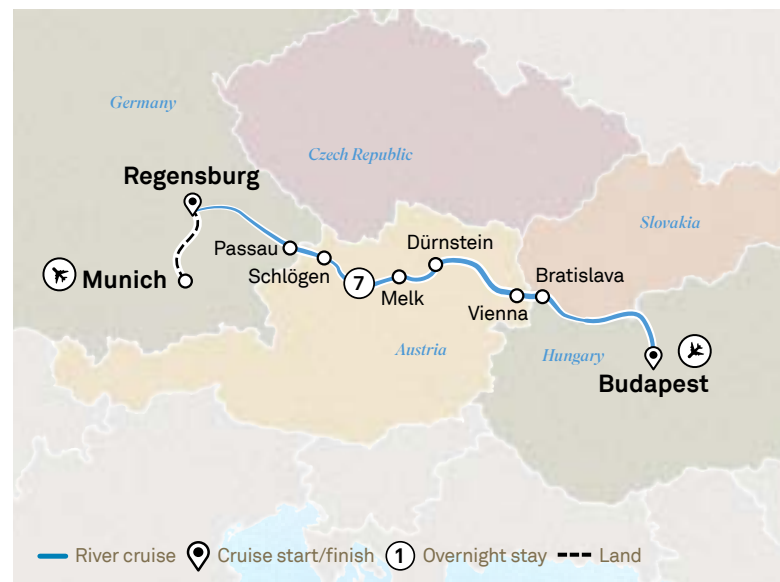 Germany
Czech Republic
Regensburg
Slovakia
Passau
Dürnstein
Munich
Schlögen
7
Melk
Bratislava
Vienna
Austria
Hungary
Budapest
River cruise Cruise start/finish 1 Overnight stay Land